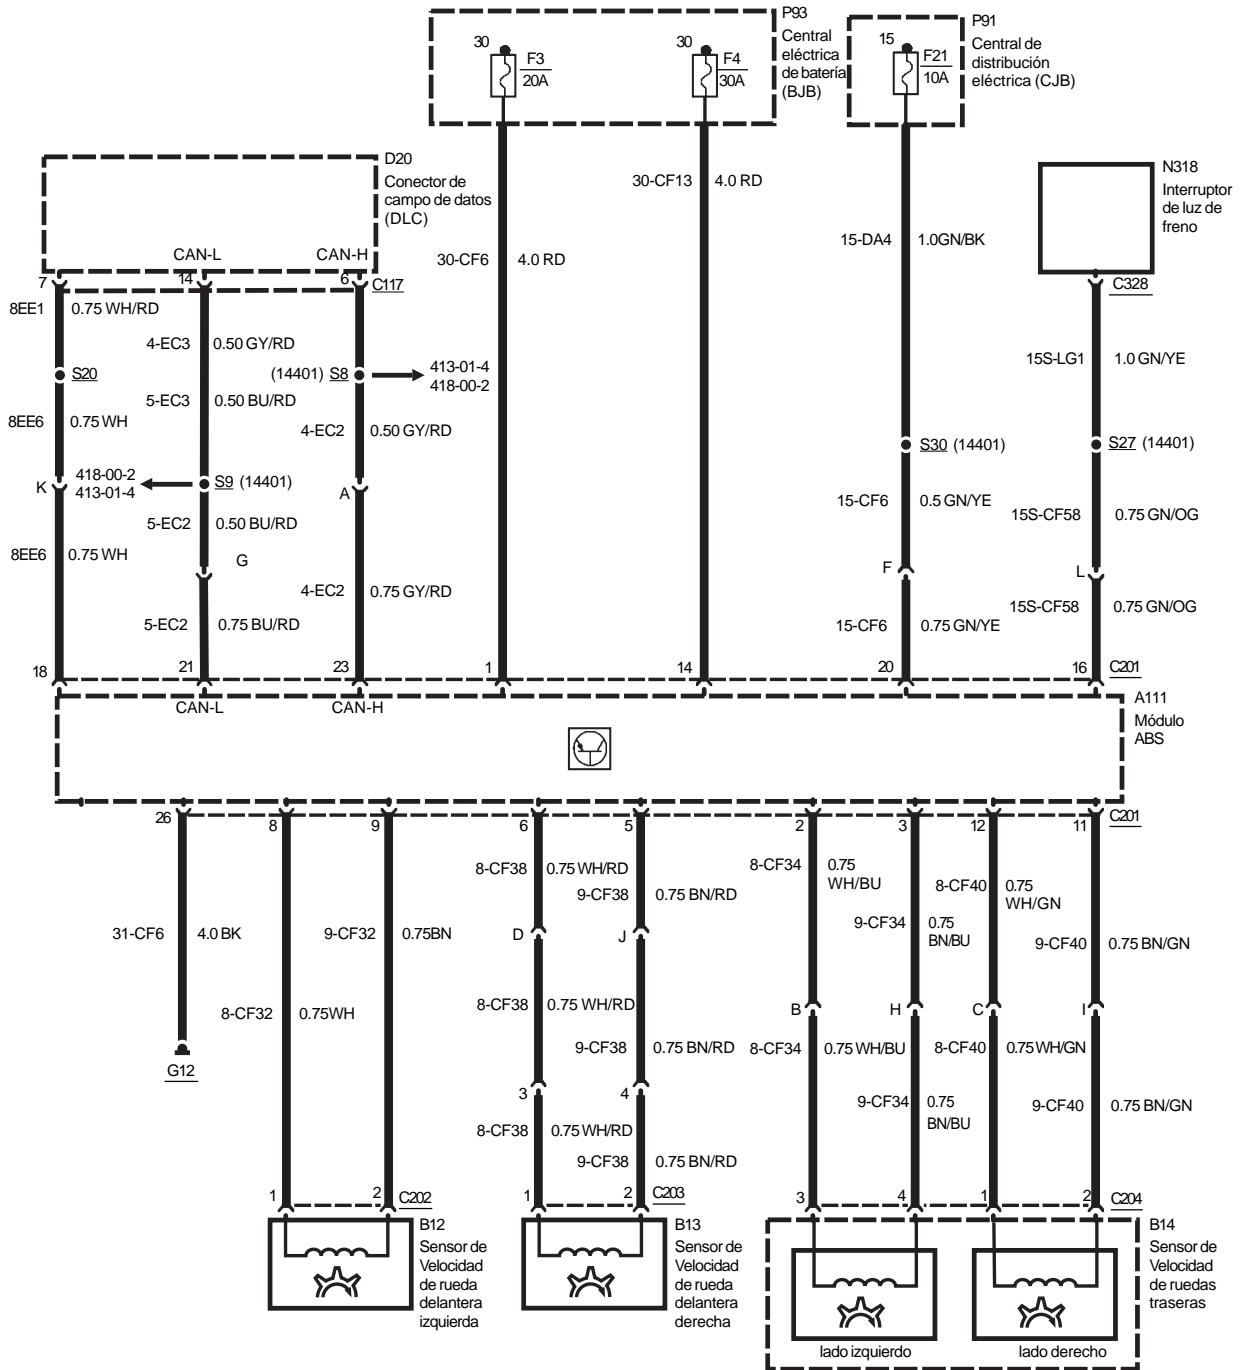 P93
Central
eléctrica
de batería
(BJB)
30
F3
20A
30
F4
30A
P91
Central de
distribución
eléctrica (CJB)
15
F21
10A
D20
Conector de
campo de datos
(DLC)
CAN-L
CAN-H
7
14
6
C117
N318
Interruptor
de luz de
freno
C328
8EE1
0.75 WH/RD
4-EC3
0.50 GY/RD
S20
(14401) S8
413-01-4
418-00-2
5-EC3
0.50 BU/RD
8EE6
0.75 WH
4-EC2
0.50 GY/RD
418-00-2
413-01-4
K
S9 (14401)
A
5-EC2
0.50 BU/RD
8EE6
0.75 WH
G
4-EC2
0.75 GY/RD
5-EC2
0.75 BU/RD
30-CF6
4.0 RD
30-CF13
4.0 RD
15-DA4
1.0GN/BK
S30 (14401)
15-CF6
0.5 GN/YE
F
15-CF6
0.75 GN/YE
15S-LG1
1.0 GN/YE
S27 (14401)
15S-CF58
0.75 GN/OG
L
15S-CF58
0.75 GN/OG
18
21
23
1
14
20
16
C201
CAN-L
CAN-H
A111
Módulo
ABS
26
8
9
6
5
2
3
12
11
C201
31-CF6
4.0 BK
G12
8-CF32
0.75WH
9-CF32
0.75BN
8-CF38
0.75 WH/RD
9-CF38
0.75 BN/RD
D
J
8-CF38
0.75 WH/RD
9-CF38
0.75 BN/RD
3
4
8-CF38
0.75 WH/RD
9-CF38
0.75 BN/RD
8-CF34
0.75
WH/BU
9-CF34
0.75
BN/BU
8-CF40
0.75
WH/GN
9-CF40
0.75 BN/GN
B
H
C
I
8-CF34
0.75 WH/BU
8-CF40
0.75 WH/GN
9-CF34
0.75
BN/BU
9-CF40
0.75 BN/GN
1
2
C202
1
2
C203
3
4
1
2
C204
B12
Sensor de
Velocidad
de rueda
delantera
izquierda
B13
Sensor de
Velocidad
de rueda
delantera
derecha
B14
Sensor de
Velocidad
de ruedas
traseras
lado izquierdo
lado derecho